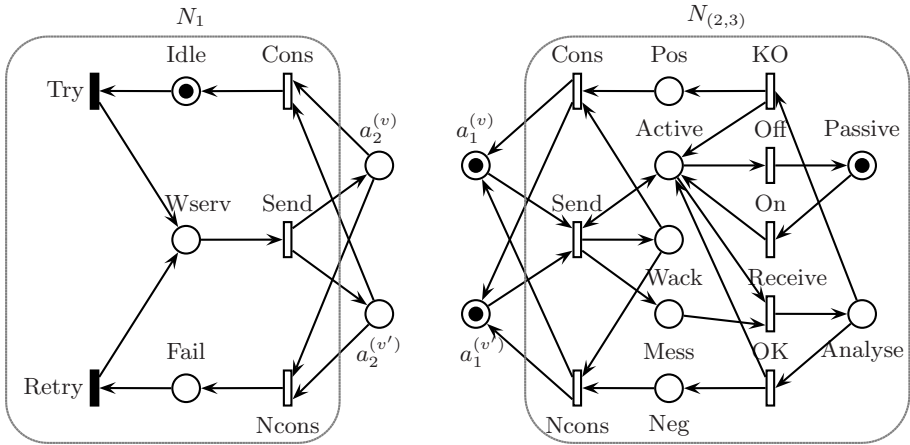 N₁
N₍₂,₃₎
Idle
Cons
Cons
Pos
KO
Try
a₂⁽ᵛ⁾
a₁⁽ᵛ⁾
Active
Off
Passive
Wserv
Send
Send
On
Wack
Receive
Fail
a₂⁽ᵛ'⁾
a₁⁽ᵛ'⁾
Mess
OK
Analyse
Retry
Ncons
Ncons
Neg